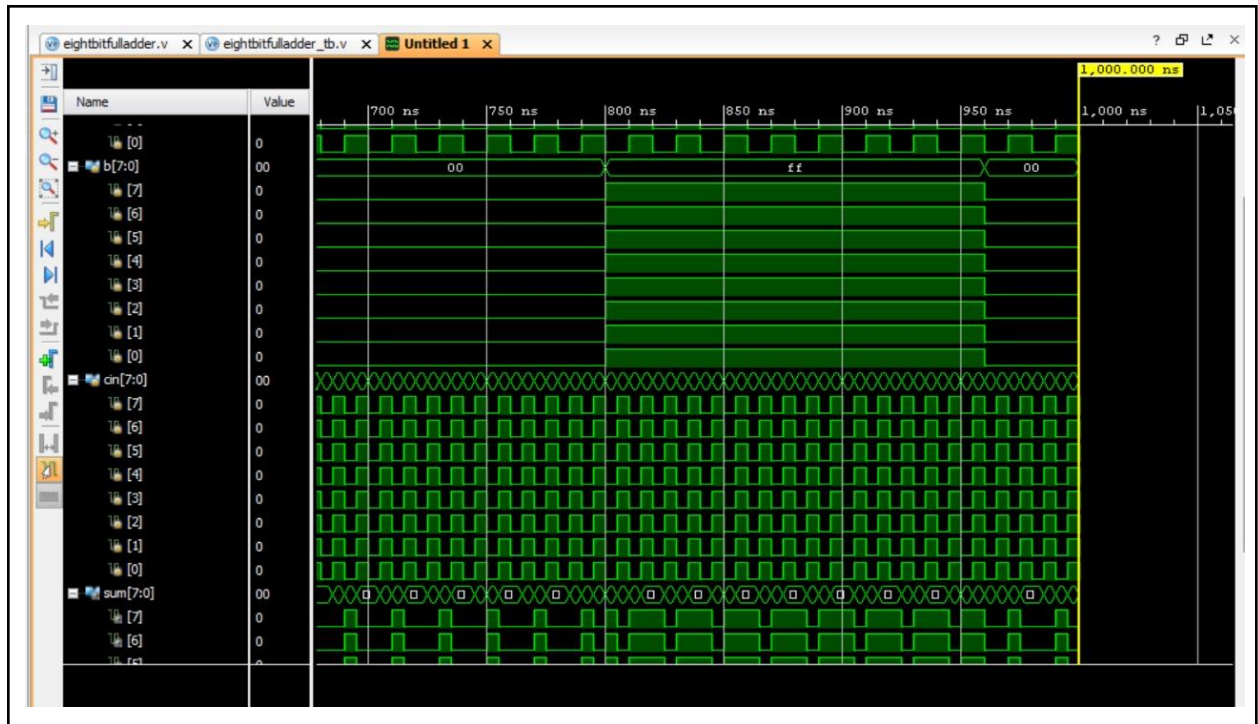 eightbitfulladder.v eightbitfulladder_tb.v Untitled 1
1,000.000 ns
Name Value
700 ns 750 ns 800 ns 850 ns 900 ns 950 ns 1,000 ns 1,05
[0] 0
b[7:0] 00 00 ff 00
[7] 0
[6] 0
[5] 0
[4] 0
[3] 0
[2] 0
[1] 0
[0] 0
cin[7:0] 00
[7] 0
[6] 0
[5] 0
[4] 0
[3] 0
[2] 0
[1] 0
[0] 0
sum[7:0] 00
[7] 0
[6] 0